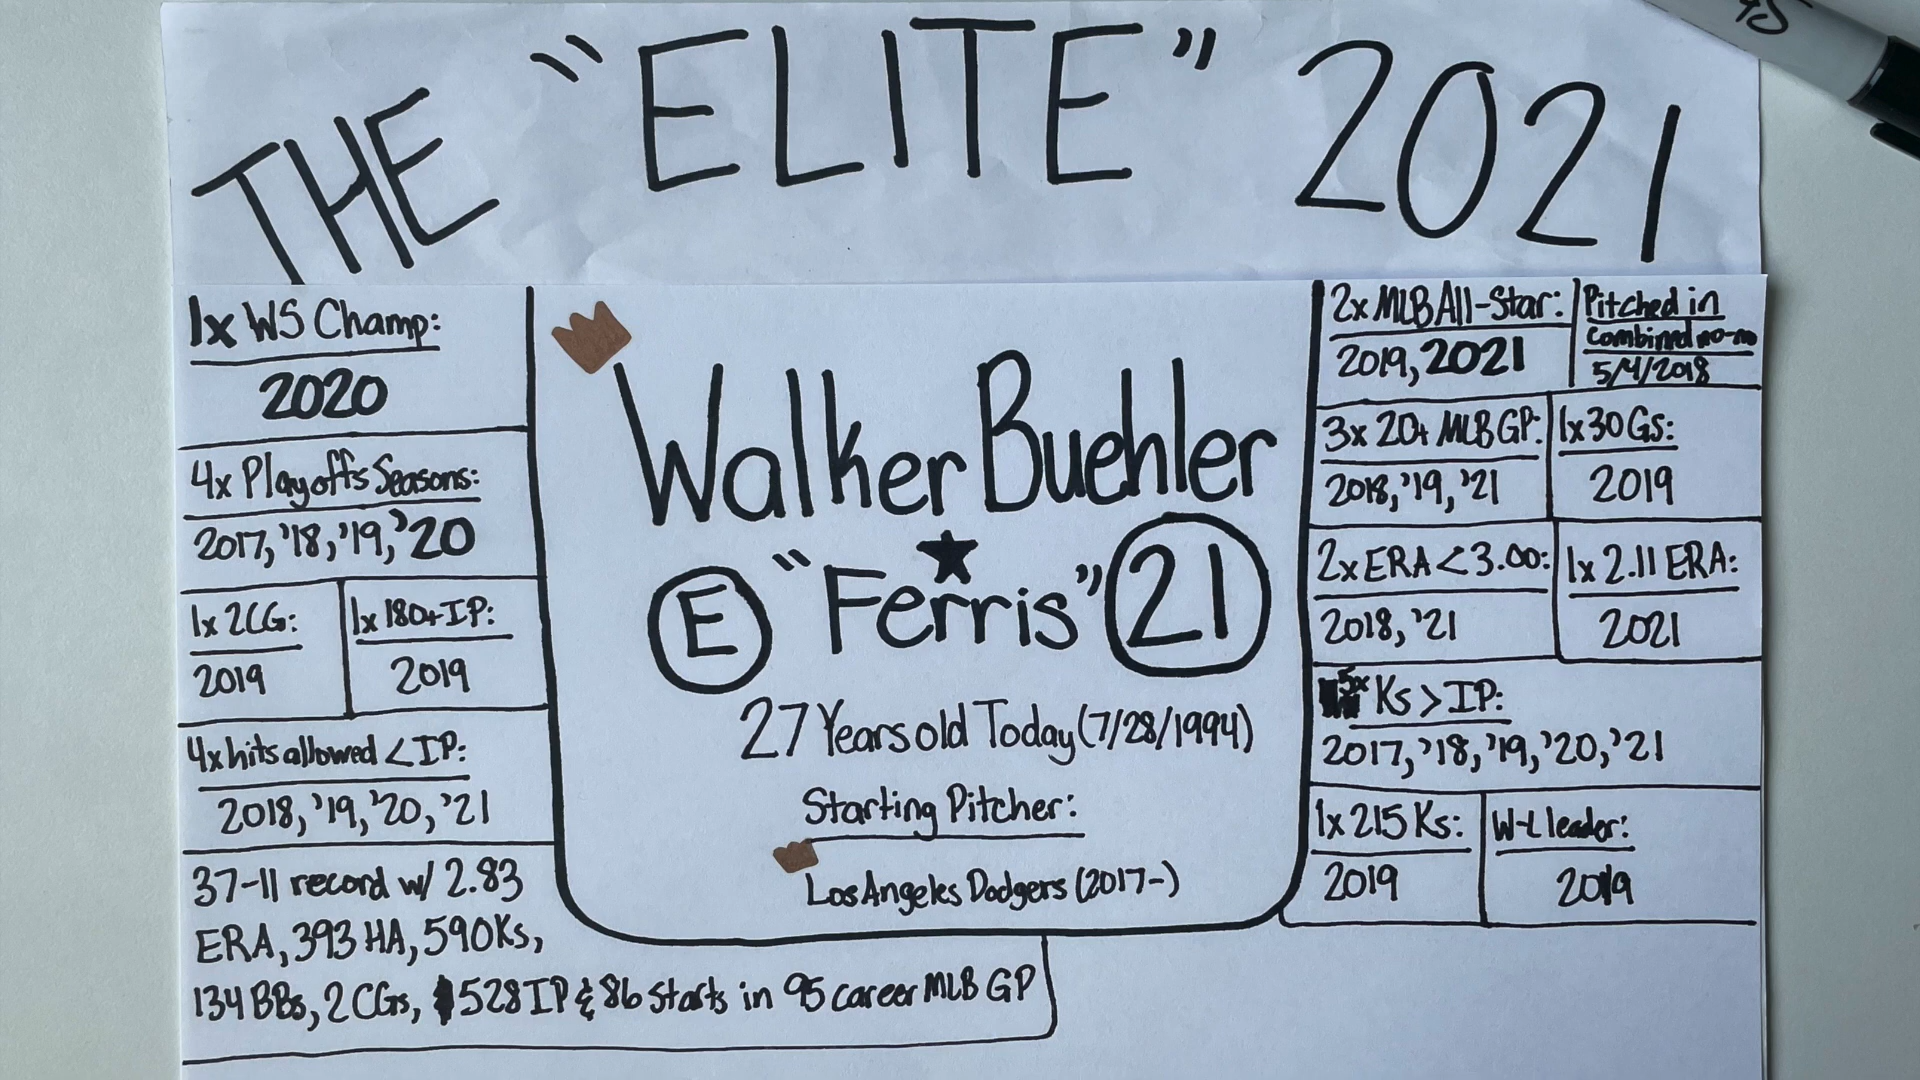 THE "ELITE" 2021
1x WS Champ:
2020
4x Playoffs Seasons:
2017, '18, '19, '20
1x 2CG:
2019
1x 180+ IP:
2019
4x hits allowed < IP:
2018, '19, '20, '21
37-11 record w/ 2.83
ERA, 393 HA, 590 Ks,
134 BBs, 2 CGs, 528 IP & 86 starts in 95 career MLB GP
Walker Buehler
E "Ferris" 21
27 Years old Today (7/28/1994)
Starting Pitcher:
Los Angeles Dodgers (2017-)
2x MLB All-Star:
2019, 2021
Pitched in
combined no-no
5/4/2018
3x 20+ MLB GP:
2018, '19, '21
1x 30 GS:
2019
2x ERA < 3.00:
2018, '21
1x 2.11 ERA:
2021
5x Ks > IP:
2017, '18, '19, '20, '21
1x 215 Ks:
2019
W-L leader:
2019